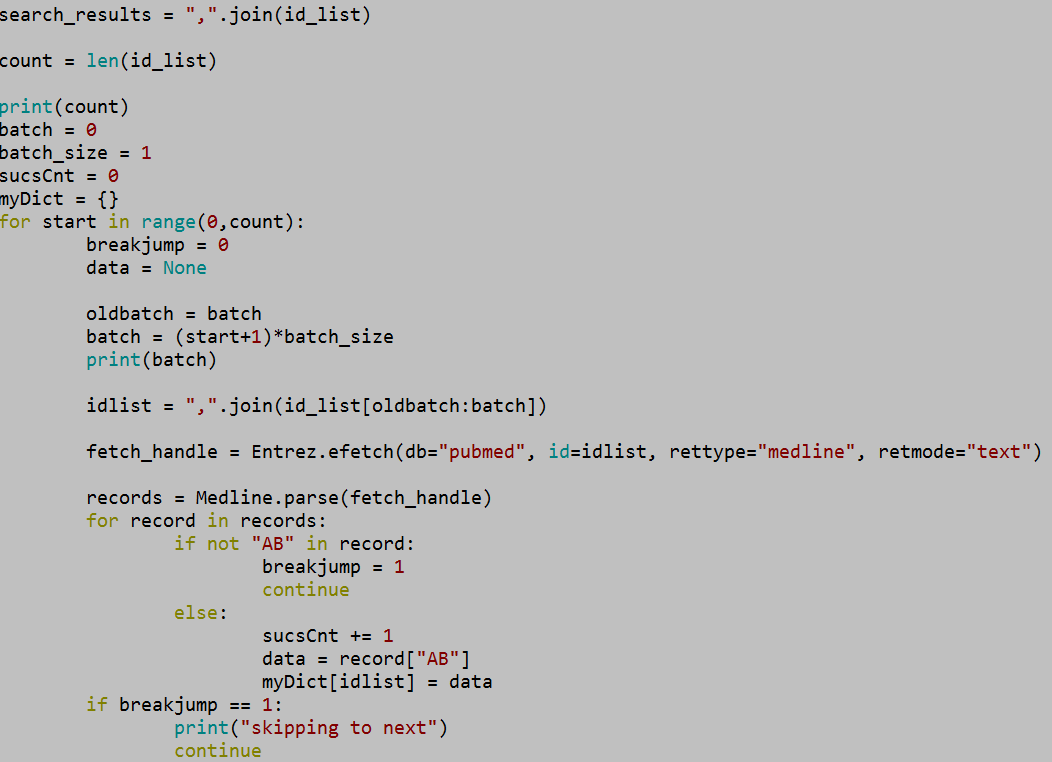 search_results = ",".join(id_list)
count = len(id_list)
print(count)
batch = 0
batch_size = 1
sucsCnt = 0
myDict = {}
for start in range(0,count):
breakjump = 0
data = None
oldbatch = batch
batch = (start+1)*batch_size
print(batch)
idlist = ",".join(id_list[oldbatch:batch])
fetch_handle = Entrez.efetch(db="pubmed", id=idlist, rettype="medline", retmode="text")
records = Medline.parse(fetch_handle)
for record in records:
if not "AB" in record:
breakjump = 1
continue
else:
sucsCnt += 1
data = record["AB"]
myDict[idlist] = data
if breakjump == 1:
print("skipping to next")
continue